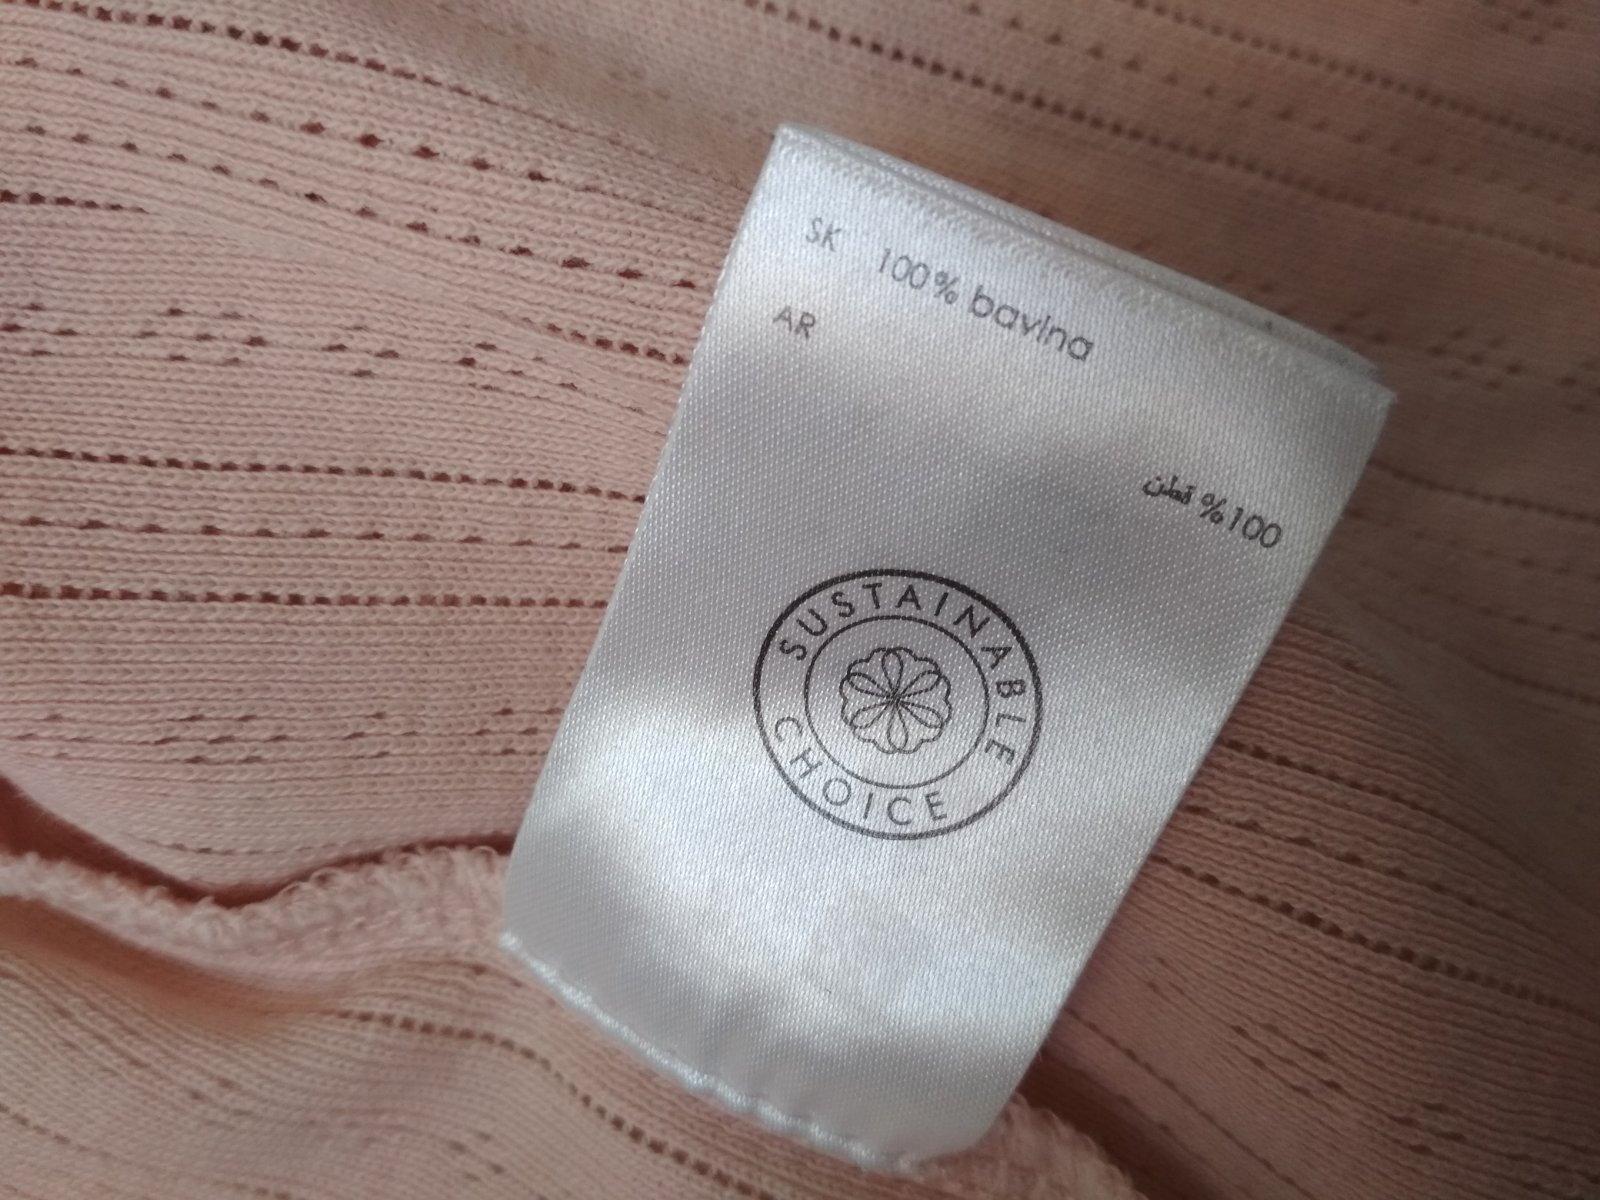 SK 100% bavlna
AR
100% قطن
SUSTAINABLE
CHOICE